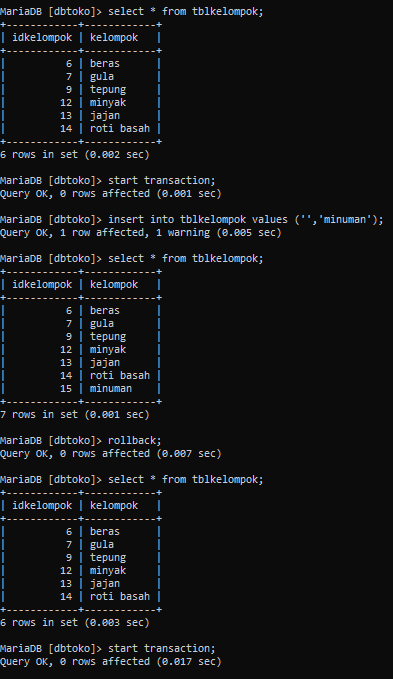 MariaDB [dbtoko]> select * from tblkelompok;
+------------+------------+
| idkelompok | kelompok   |
+------------+------------+
|          6 | beras      |
|          7 | gula       |
|          9 | tepung     |
|         12 | minyak     |
|         13 | jajan      |
|         14 | roti basah |
+------------+------------+
6 rows in set (0.002 sec)

MariaDB [dbtoko]> start transaction;
Query OK, 0 rows affected (0.001 sec)

MariaDB [dbtoko]> insert into tblkelompok values ('','minuman');
Query OK, 1 row affected, 1 warning (0.005 sec)

MariaDB [dbtoko]> select * from tblkelompok;
+------------+------------+
| idkelompok | kelompok   |
+------------+------------+
|          6 | beras      |
|          7 | gula       |
|          9 | tepung     |
|         12 | minyak     |
|         13 | jajan      |
|         14 | roti basah |
|         15 | minuman    |
+------------+------------+
7 rows in set (0.001 sec)

MariaDB [dbtoko]> rollback;
Query OK, 0 rows affected (0.007 sec)

MariaDB [dbtoko]> select * from tblkelompok;
+------------+------------+
| idkelompok | kelompok   |
+------------+------------+
|          6 | beras      |
|          7 | gula       |
|          9 | tepung     |
|         12 | minyak     |
|         13 | jajan      |
|         14 | roti basah |
+------------+------------+
6 rows in set (0.003 sec)

MariaDB [dbtoko]> start transaction;
Query OK, 0 rows affected (0.017 sec)